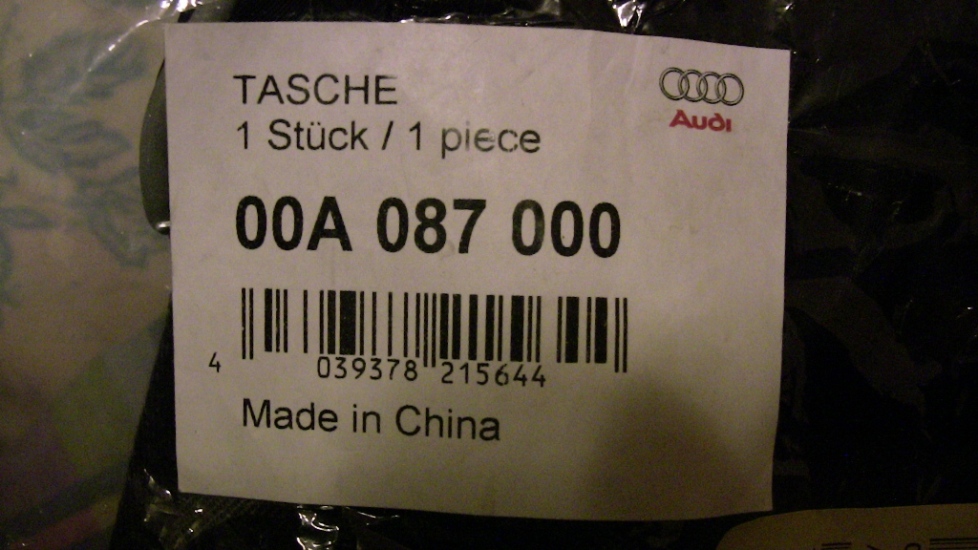 TASCHE
Audi
1 Stück / 1 piece
00A 087 000
4 039378 215644
Made in China